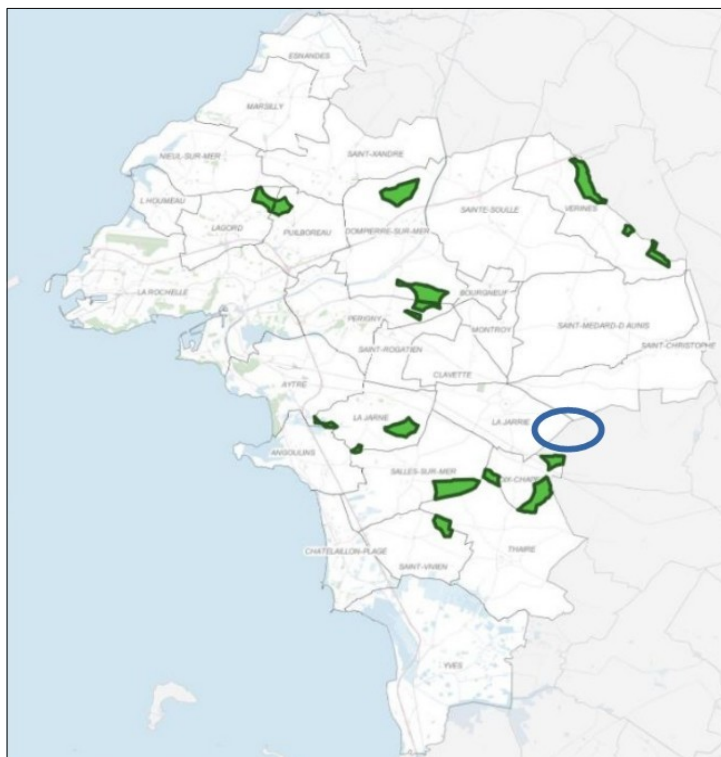 ESNANDES
MARSILLY
NIEUL-SUR-MER
SAINT-XANDRE
L HOUMEAU
LAGORD
PUILBOREAU
DOMPIERRE-SUR-MER
SAINTE-SOULLE
VERINES
LA ROCHELLE
BOURGNEUF
PERIGNY
MONTROY
SAINT-MEDARD-D AUNIS
SAINT-ROGATIEN
SAINT-CHRISTOPHE
CLAVETTE
AYTRE
LA JARNE
LA JARRIE
ANGOULINS
SALLES-SUR-MER
CHATELAILLON-PLAGE
THAIRE
SAINT-VIVIEN
YVES